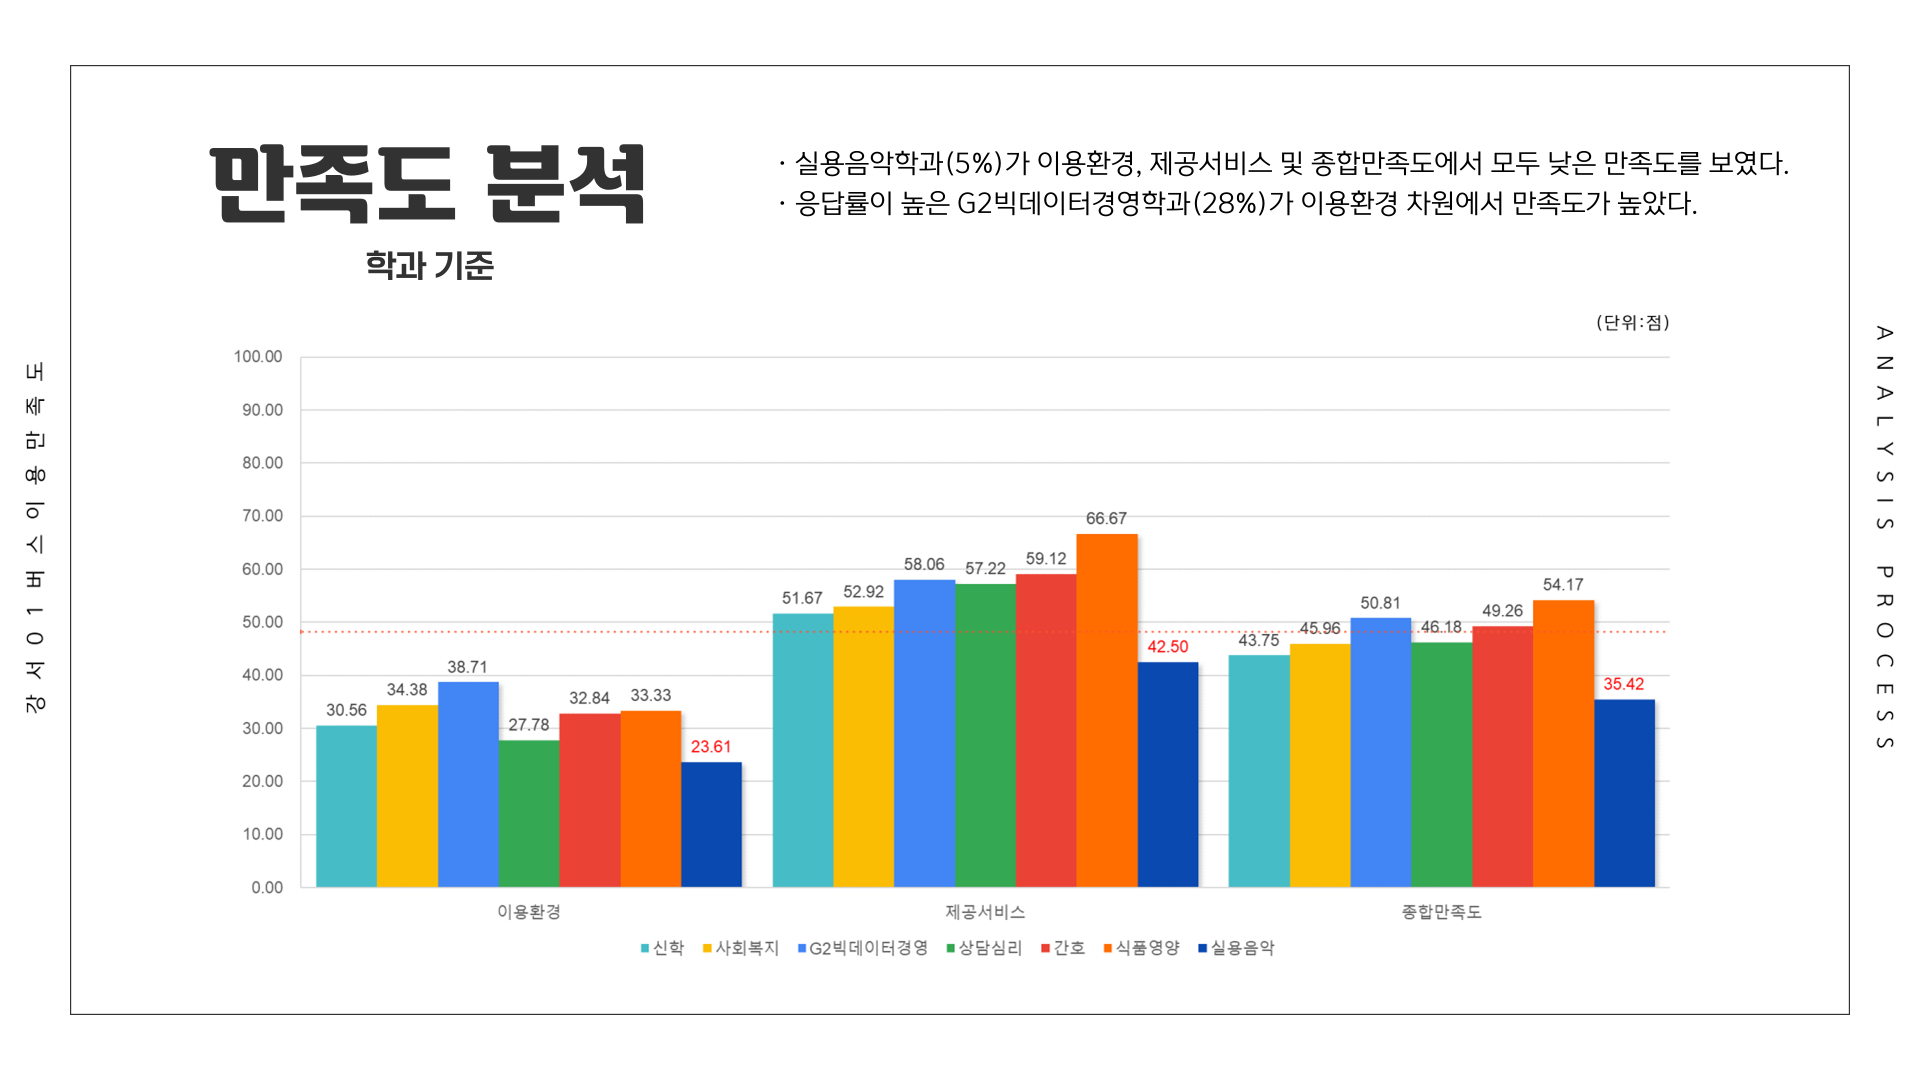 만족도 분석
학과 기준
· 실용음악학과(5%)가 이용환경, 제공서비스 및 종합만족도에서 모두 낮은 만족도를 보였다.
· 응답률이 높은 G2빅데이터경영학과(28%)가 이용환경 차원에서 만족도가 높았다.
(단위:점)
강서01버스이용만족도
ANALYSIS PROCESS
100.00
90.00
80.00
70.00
60.00
50.00
40.00
30.00
20.00
10.00
0.00
30.56 34.38 38.71 27.78 32.84 33.33 23.61
51.67 52.92 58.06 57.22 59.12 66.67 42.50
43.75 45.96 50.81 46.18 49.26 54.17 35.42
이용환경 제공서비스 종합만족도
신학 사회복지 G2빅데이터경영 상담심리 간호 식품영양 실용음악